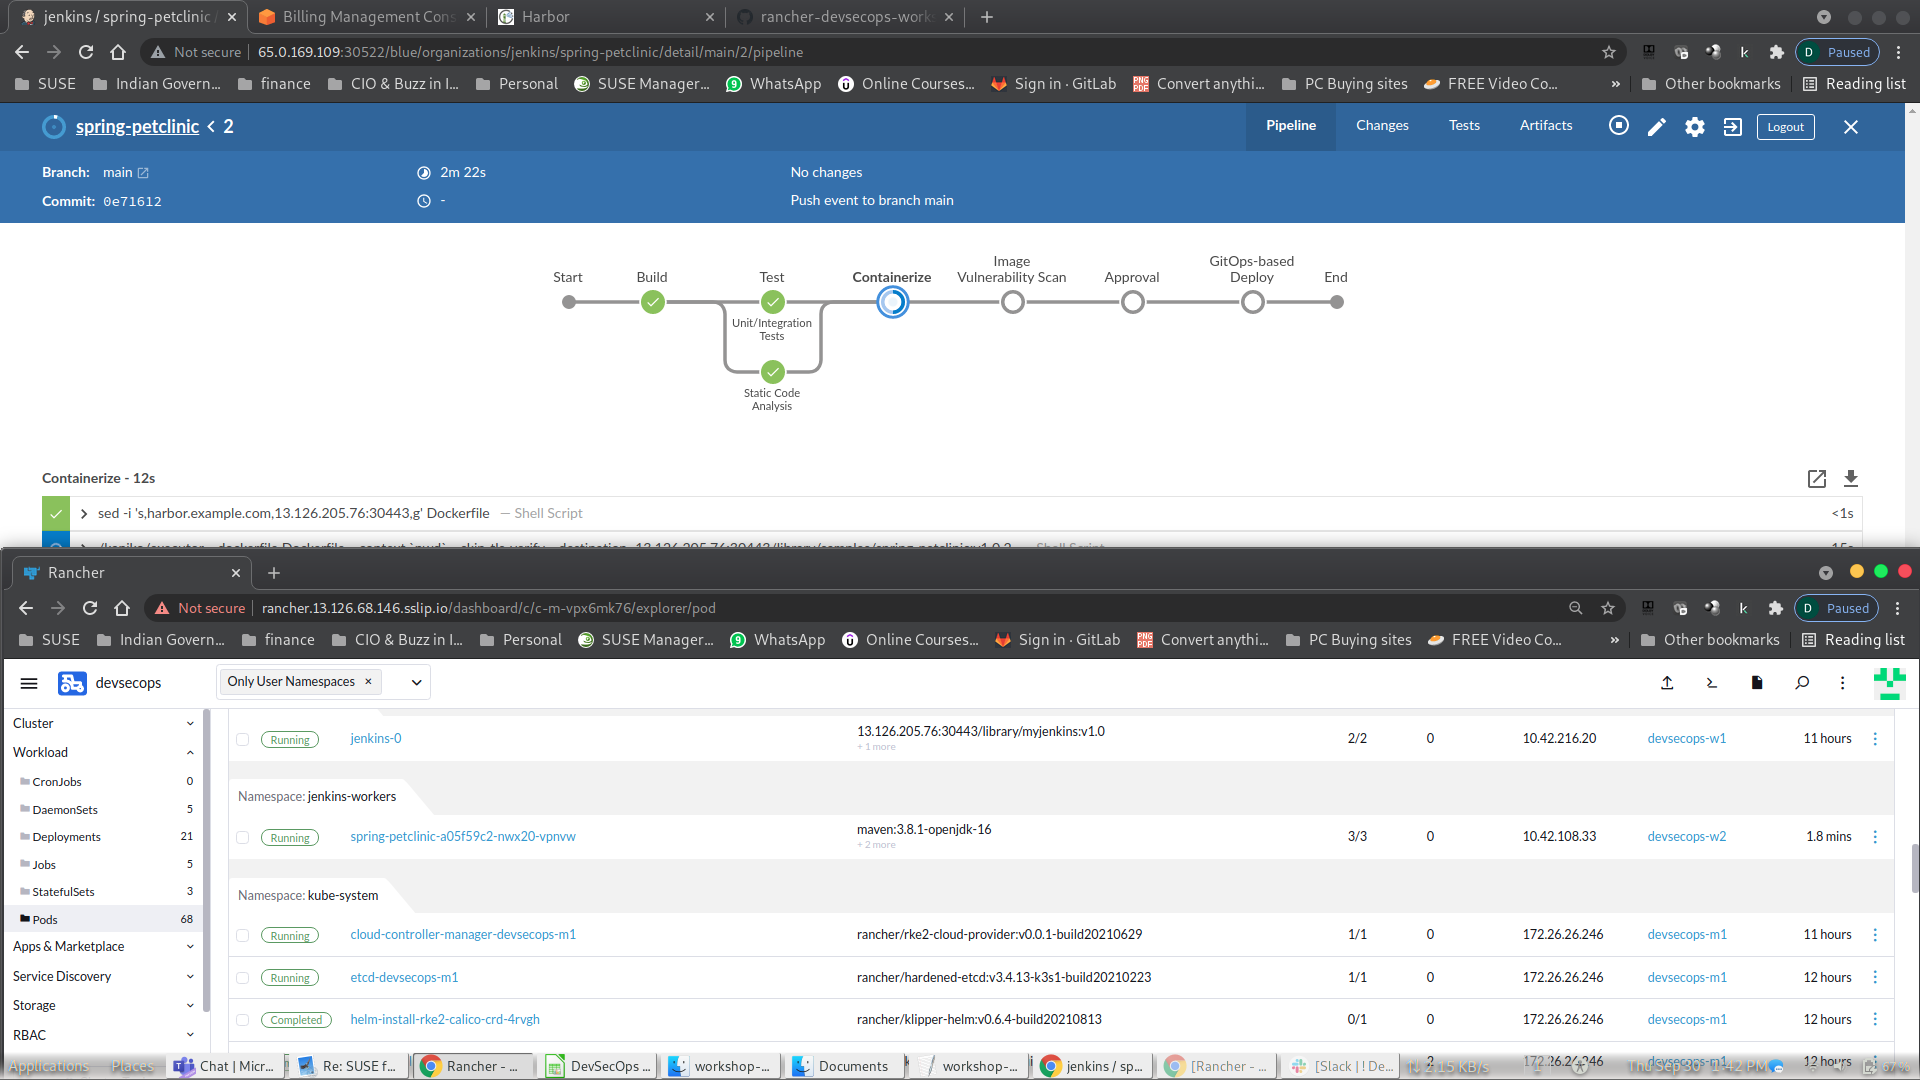 jenkins / spring-petclinic /
Billing Management Cons
Harbor
rancher-devsecops-work
Not secure
65.0.169.109:30522/blue/organizations/jenkins/spring-petclinic/detail/main/2/pipeline
D Paused
SUSE
Indian Govern...
finance
CIO & Buzz in I...
Personal
SUSE Manager...
WhatsApp
Online Courses...
Sign in · GitLab
Convert anythi...
PC Buying sites
FREE Video Co...
»
Other bookmarks
Reading list
spring-petclinic < 2
Pipeline
Changes
Tests
Artifacts
Logout
Branch: main
2m 22s
No changes
Commit: 0e71612
-
Push event to branch main
Start
Build
Test
Containerize
Image
Vulnerability Scan
Approval
GitOps-based
Deploy
End
Unit/Integration
Tests
Static Code
Analysis
Containerize - 12s
sed -i 's,harbor.example.com,13.126.205.76:30443,g' Dockerfile — Shell Script
<1s
Rancher
Not secure
rancher.13.126.68.146.sslip.io/dashboard/c/c-m-vpx6mk76/explorer/pod
D Paused
SUSE
Indian Govern...
finance
CIO & Buzz in I...
Personal
SUSE Manager...
WhatsApp
Online Courses...
Sign in · GitLab
Convert anythi...
PC Buying sites
FREE Video Co...
»
Other bookmarks
Reading list
devsecops
Only User Namespaces ×
Cluster
Workload
CronJobs 0
DaemonSets 5
Deployments 21
Jobs 5
StatefulSets 3
Pods 68
Apps & Marketplace
Service Discovery
Storage
RBAC
Running jenkins-0 13.126.205.76:30443/library/myjenkins:v1.0 2/2 0 10.42.216.20 devsecops-w1 11 hours
+ 1 more
Namespace: jenkins-workers
Running spring-petclinic-a05f59c2-nwx20-vpnvw maven:3.8.1-openjdk-16 3/3 0 10.42.108.33 devsecops-w2 1.8 mins
+ 2 more
Namespace: kube-system
Running cloud-controller-manager-devsecops-m1 rancher/rke2-cloud-provider:v0.0.1-build20210629 1/1 0 172.26.26.246 devsecops-m1 11 hours
Running etcd-devsecops-m1 rancher/hardened-etcd:v3.4.13-k3s1-build20210223 1/1 0 172.26.26.246 devsecops-m1 12 hours
Completed helm-install-rke2-calico-crd-4rvgh rancher/klipper-helm:v0.6.4-build20210813 0/1 0 172.26.26.246 devsecops-m1 12 hours
Applications
Places
Chat | Micr...
Re: SUSE f...
Rancher - ...
DevSecOps ...
workshop-...
Documents
workshop-...
jenkins / sp...
[Rancher - ...
[Slack | ! De...
2.15 KB/s
Thu Sep 30
1:42 PM
67%